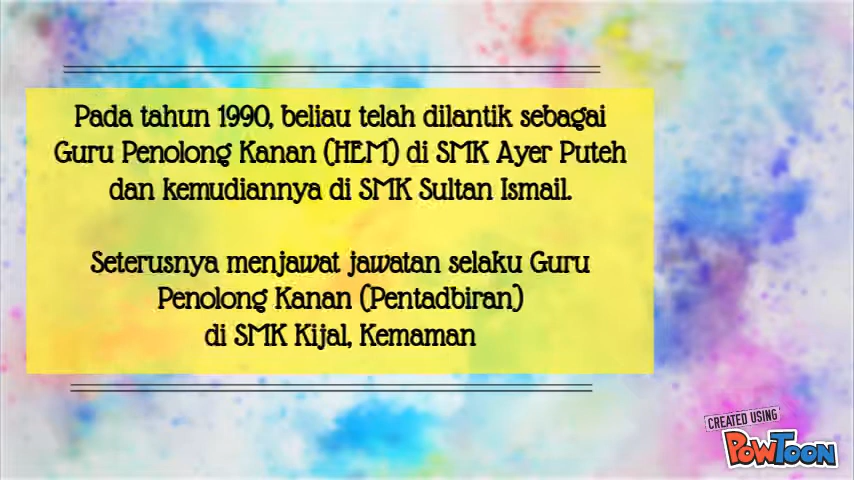 Pada tahun 1990, beliau telah dilantik sebagai
Guru Penolong Kanan (HEM) di SMK Ayer Puteh
dan kemudiannya di SMK Sultan Ismail.
Seterusnya menjawat jawatan selaku Guru
Penolong Kanan (Pentadbiran)
di SMK Kijal, Kemaman
CREATED USING
POWTOON